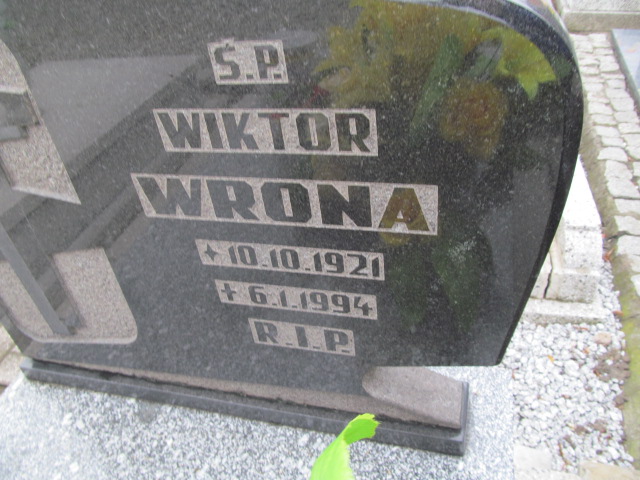 Ś.P.
WIKTOR
WRONA
✦ 10.10.1921
✝ 6.1.1994
R.I.P.